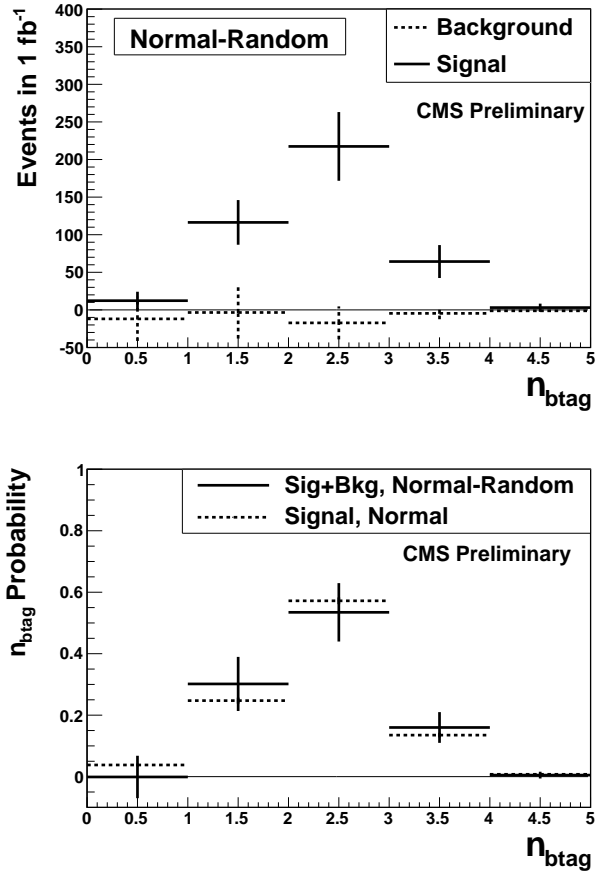 Normal-Random
Background
Signal
CMS Preliminary
Events in 1 fb⁻¹
400
350
300
250
200
150
100
50
0
-50
0 0.5 1 1.5 2 2.5 3 3.5 4 4.5 5
n_btag
Sig+Bkg, Normal-Random
Signal, Normal
CMS Preliminary
n_btag Probability
1
0.8
0.6
0.4
0.2
0
0 0.5 1 1.5 2 2.5 3 3.5 4 4.5 5
n_btag